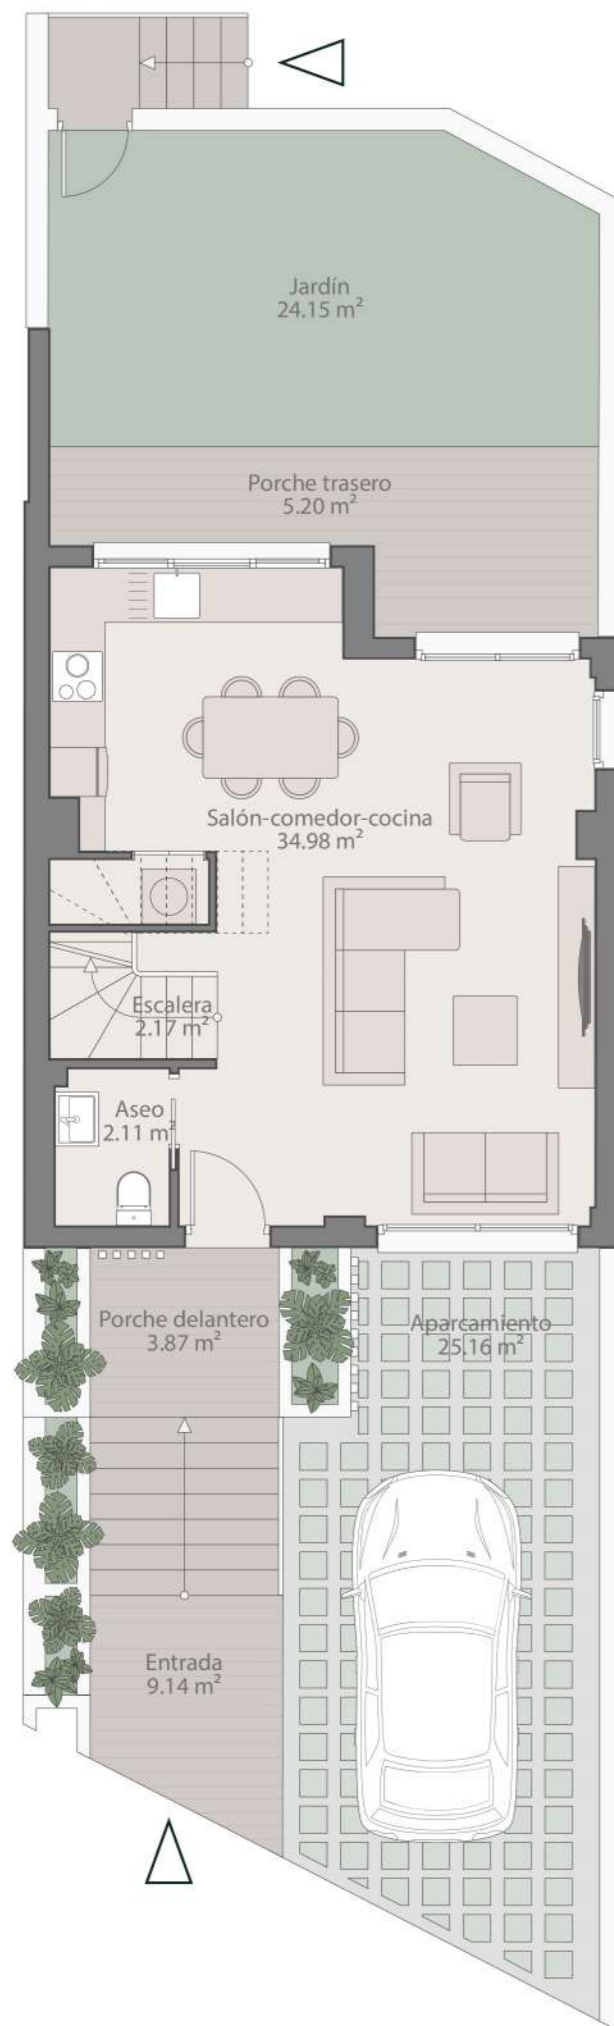 Jardín
24.15 m²
Porche trasero
5.20 m²
Salón-comedor-cocina
34.98 m²
Escalera
2.17 m²
Aseo
2.11 m²
Porche delantero
3.87 m²
Aparcamiento
25.16 m²
Entrada
9.14 m²